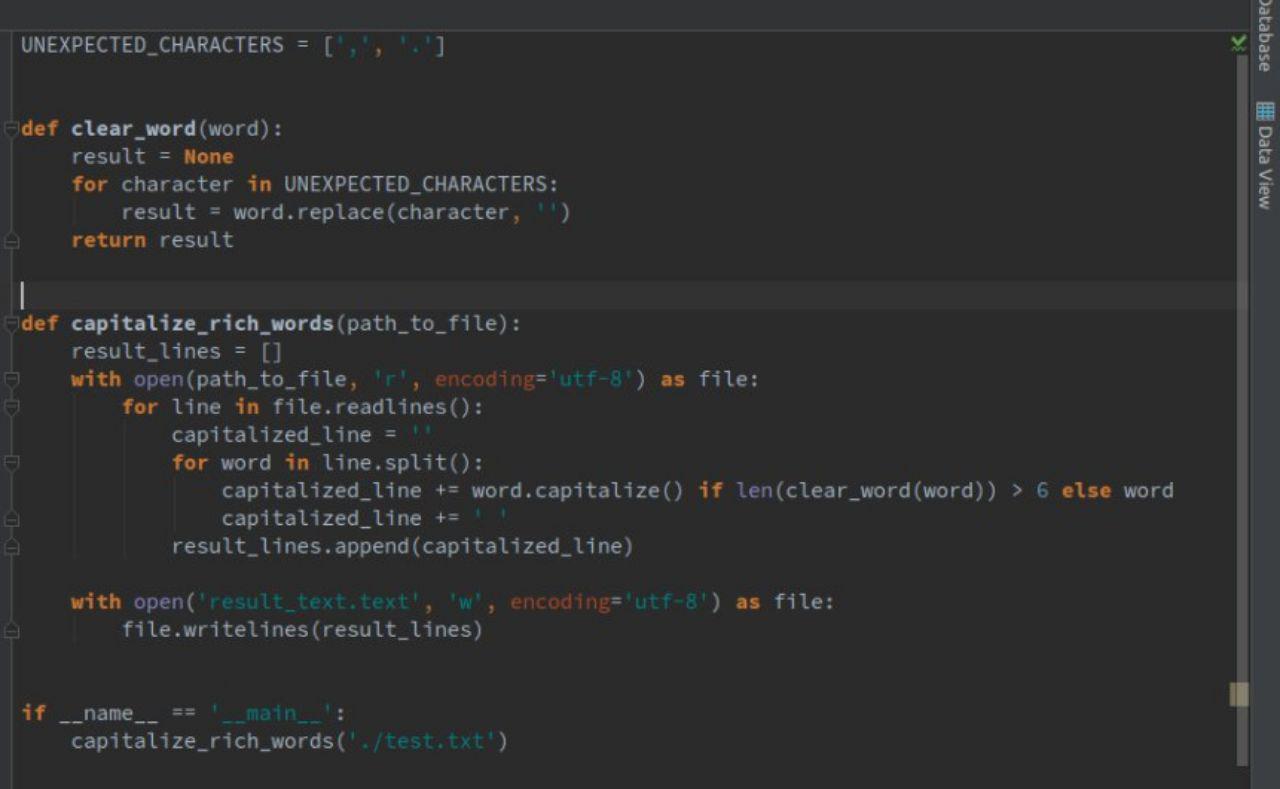 UNEXPECTED_CHARACTERS = [',', '.']
def clear_word(word):
    result = None
    for character in UNEXPECTED_CHARACTERS:
        result = word.replace(character, '')
    return result
def capitalize_rich_words(path_to_file):
    result_lines = []
    with open(path_to_file, 'r', encoding='utf-8') as file:
        for line in file.readlines():
            capitalized_line = ''
            for word in line.split():
                capitalized_line += word.capitalize() if len(clear_word(word)) > 6 else word
                capitalized_line += ' '
            result_lines.append(capitalized_line)
    with open('result_text.text', 'w', encoding='utf-8') as file:
        file.writelines(result_lines)
if __name__ == '__main__':
    capitalize_rich_words('./test.txt')
Database
Data View